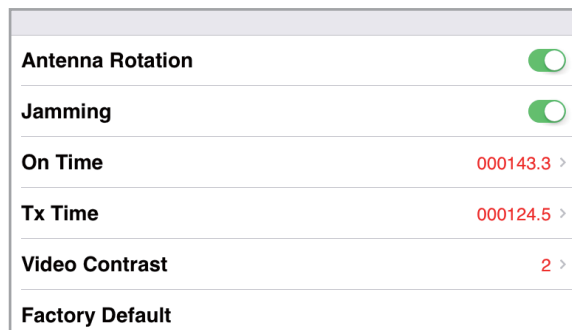 Antenna Rotation
Jamming
On Time 000143.3 >
Tx Time 000124.5 >
Video Contrast 2 >
Factory Default